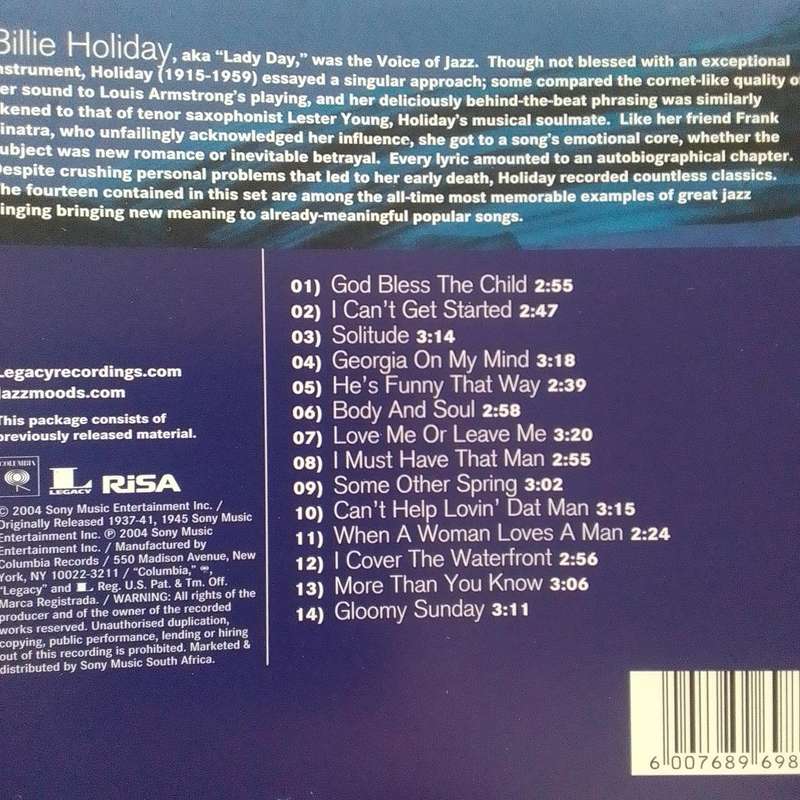 Billie Holiday, aka “Lady Day,” was the Voice of Jazz. Though not blessed with an exceptional
nstrument, Holiday (1915-1959) essayed a singular approach; some compared the cornet-like quality of
er sound to Louis Armstrong’s playing, and her deliciously behind-the-beat phrasing was similarly
kened to that of tenor saxophonist Lester Young, Holiday’s musical soulmate. Like her friend Frank
inatra, who unfailingly acknowledged her influence, she got to a song’s emotional core, whether the
ubject was new romance or inevitable betrayal. Every lyric amounted to an autobiographical chapter.
Despite crushing personal problems that led to her early death, Holiday recorded countless classics.
The fourteen contained in this set are among the all-time most memorable examples of great jazz
inging bringing new meaning to already-meaningful popular songs.
01) God Bless The Child 2:55
02) I Can’t Get Started 2:47
03) Solitude 3:14
04) Georgia On My Mind 3:18
05) He’s Funny That Way 2:39
06) Body And Soul 2:58
07) Love Me Or Leave Me 3:20
08) I Must Have That Man 2:55
09) Some Other Spring 3:02
10) Can’t Help Lovin’ Dat Man 3:15
11) When A Woman Loves A Man 2:24
12) I Cover The Waterfront 2:56
13) More Than You Know 3:06
14) Gloomy Sunday 3:11
Legacyrecordings.com
jazzmoods.com
This package consists of
previously released material.
COLUMBIA
LEGACY
RiSA
© 2004 Sony Music Entertainment Inc. /
Originally Released 1937-41, 1945 Sony Music
Entertainment Inc. ℗ 2004 Sony Music
Entertainment Inc. / Manufactured by
Columbia Records / 550 Madison Avenue, New
York, NY 10022-3211 / “Columbia,”
“Legacy” and L Reg. U.S. Pat. & Tm. Off.
Marca Registrada. / WARNING: All rights of the
producer and of the owner of the recorded
works reserved. Unauthorised duplication,
copying, public performance, lending or hiring
out of this recording is prohibited. Marketed &
distributed by Sony Music South Africa.
6 007689 698